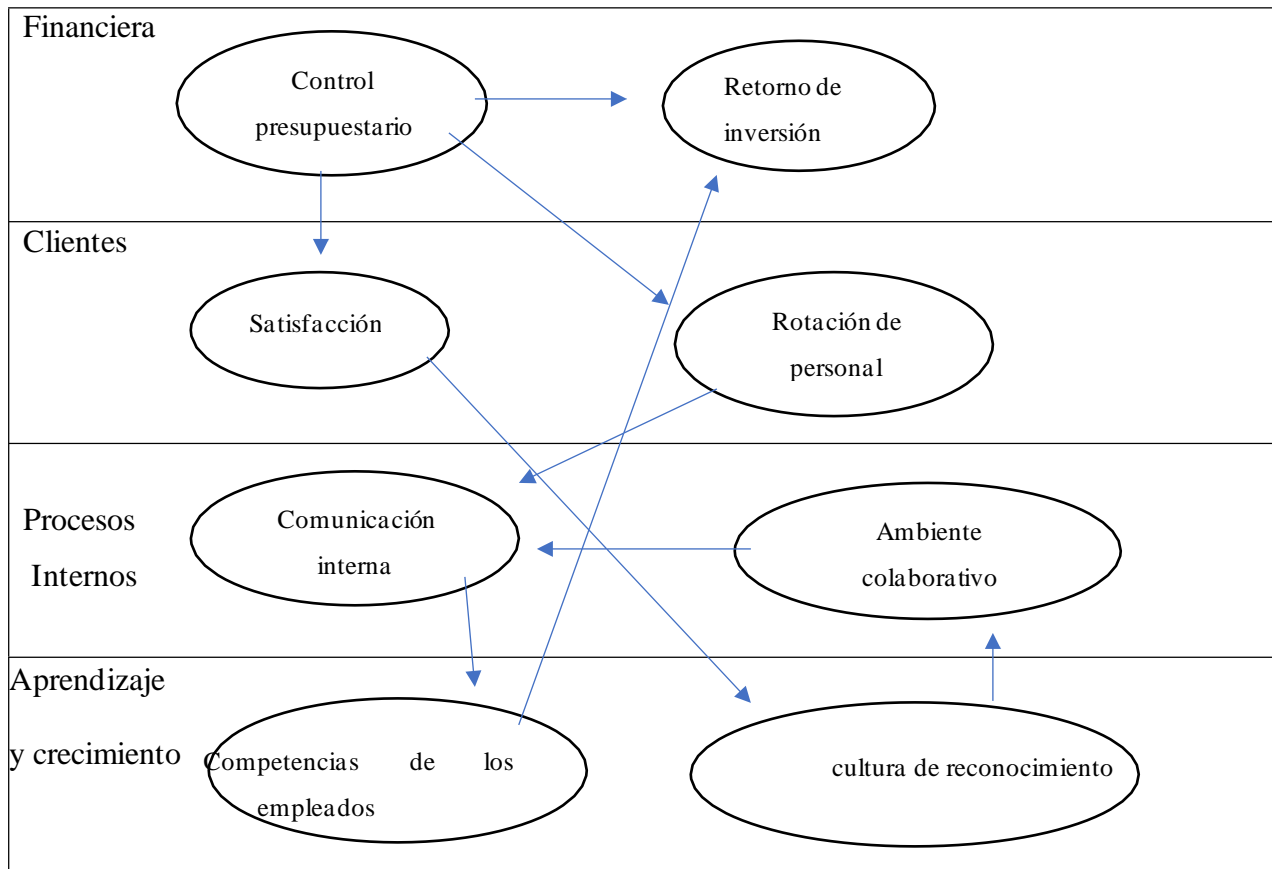 Financiera
Control
presupuestario
Retorno de
inversión
Clientes
Satisfacción
Rotación de
personal
Procesos
Internos
Comunicación
interna
Ambiente
colaborativo
Aprendizaje
y crecimiento
Competencias de los
empleados
cultura de reconocimiento